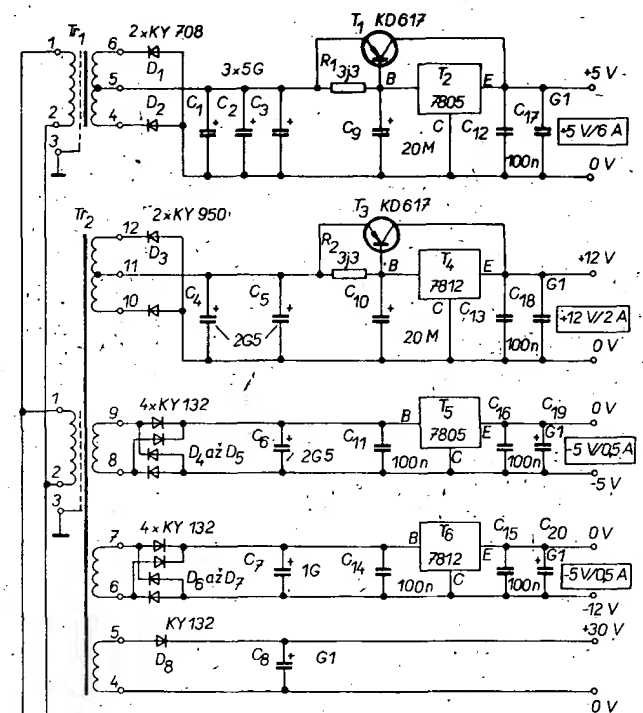 Tr1
2×KY 708
T1 KD617
1
6
D1
3×5G
R1 3j3
B
T2
7805
E
+5 V
5
C1
C2
C3
C9
C
C12
C17
G1
+5 V/6 A
2
4
D2
20M
100n
3
0 V
Tr2
2×KY 950
T3 KD617
12
D3
R2
3j3
B
T4
7812
E
+12 V
11
C4
C5
C10
C
C13
C18
G1
+12 V/2 A
10
2G5
20 M
100n
0 V
1
9
4×KY 132
D4 až D5
C6
2G5
C11
100n
B
T5
7805
C
E
C16
100n
C19
G1
0 V
-5 V/0,5 A
2
8
-5 V
3
7
4×KY 132
D6 až D7
C7
1G
C14
100n
B
T6
7812
C
E
C15
100n
C20
G1
0 V
-5 V/0,5 A
6
-12 V
5
KY 132
D8
C8
G1
+30 V
4
0 V